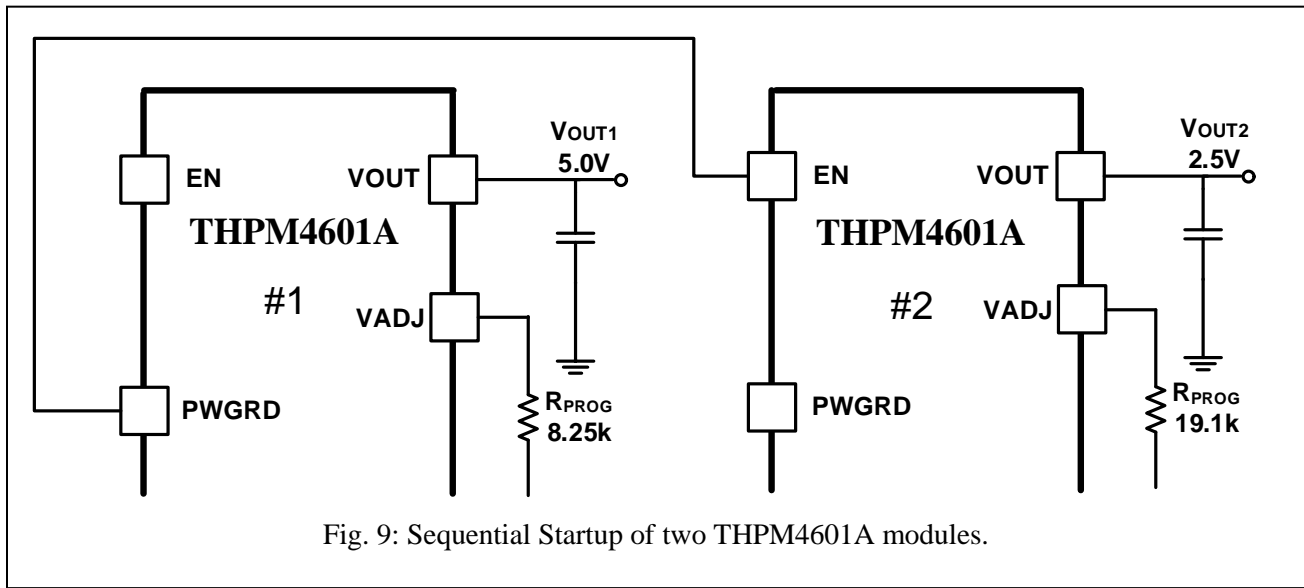 EN
VOUT
VOUT1
5.0V
THPM4601A
#1
VADJ
PWGRD
RPROG
8.25k
EN
VOUT
VOUT2
2.5V
THPM4601A
#2
VADJ
PWGRD
RPROG
19.1k
Fig. 9: Sequential Startup of two THPM4601A modules.